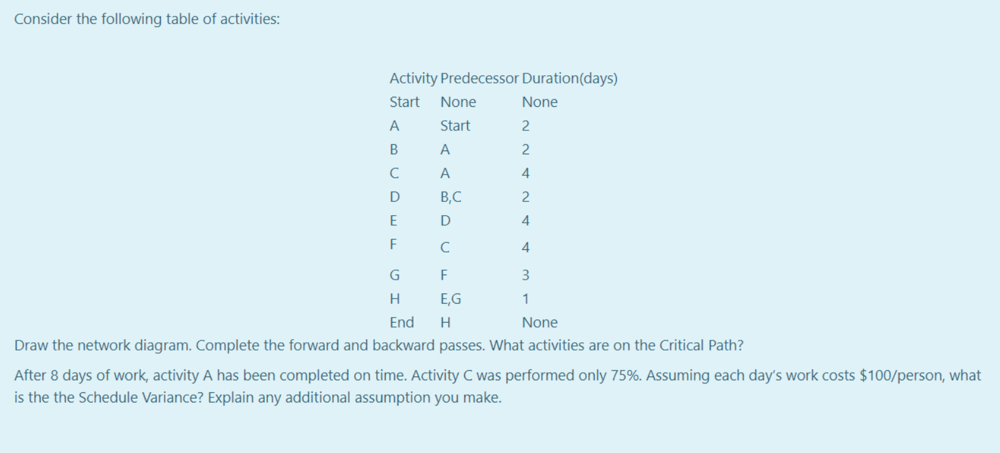 Consider the following table of activities:
Activity Predecessor Duration(days)
Start None None
A Start 2
B A 2
C A 4
D B,C 2
E D 4
F C 4
G F 3
H E,G 1
End H None
Draw the network diagram. Complete the forward and backward passes. What activities are on the Critical Path?
After 8 days of work, activity A has been completed on time. Activity C was performed only 75%. Assuming each day’s work costs $100/person, what
is the the Schedule Variance? Explain any additional assumption you make.